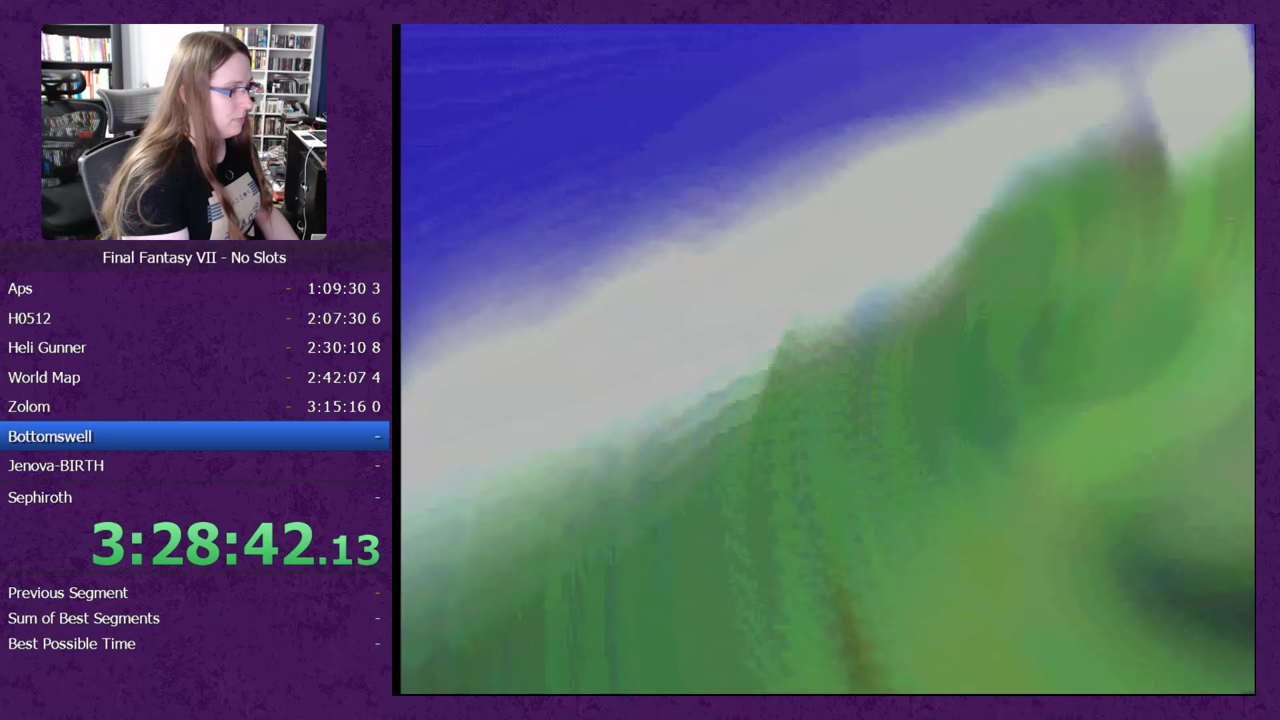 Final Fantasy VII - No Slots
Aps - 1:09:30 3
H0512 - 2:07:30 6
Heli Gunner - 2:30:10 8
World Map - 2:42:07 4
Zolom - 3:15:16 0
Bottomswell -
Jenova-BIRTH -
Sephiroth -
3:28:42.13
Previous Segment -
Sum of Best Segments -
Best Possible Time -